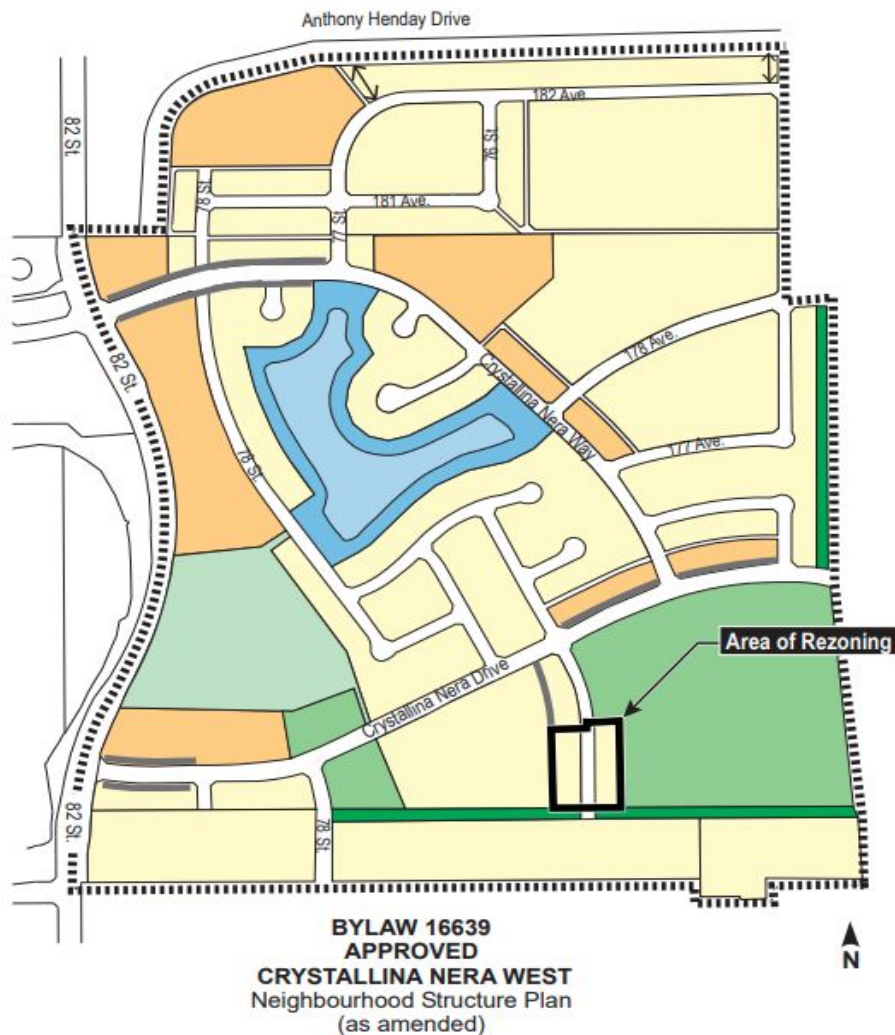 Anthony Henday Drive
182 Ave.
82 St.
76 St.
78 St.
181 Ave.
77 St.
178 Ave.
82 St.
Crystallina Nera Way
177 Ave.
78 St.
Area of Rezoning
Crystallina Nera Drive
82 St.
78 St.
BYLAW 16639
APPROVED
CRYSTALLINA NERA WEST
Neighbourhood Structure Plan
(as amended)
N